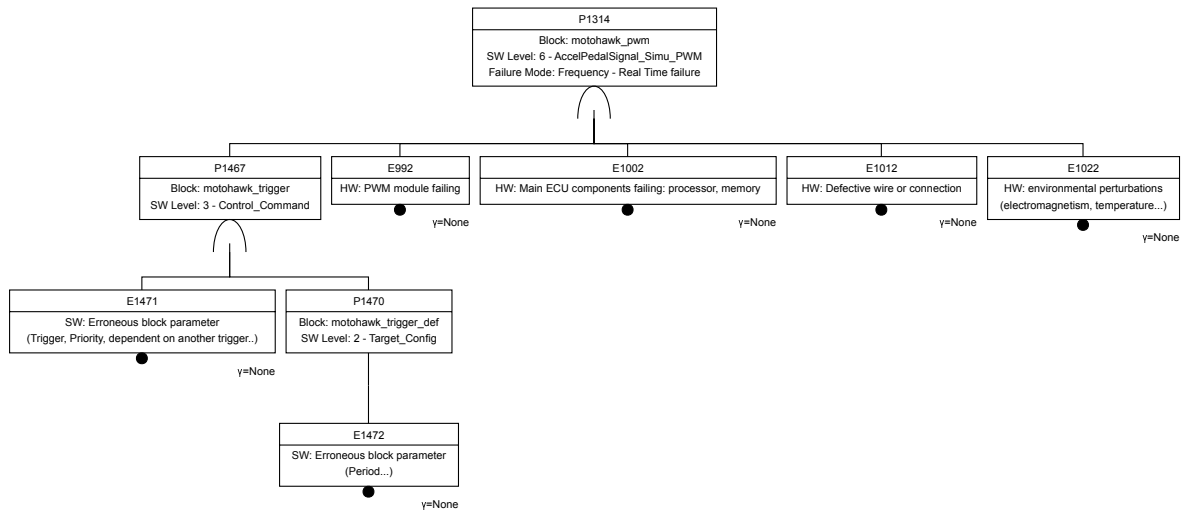 P1314
Block: motohawk_pwm
SW Level: 6 - AccelPedalSignal_Simu_PWM
Failure Mode: Frequency - Real Time failure
P1467
Block: motohawk_trigger
SW Level: 3 - Control_Command
E992
HW: PWM module failing
γ=None
E1002
HW: Main ECU components failing: processor, memory
γ=None
E1012
HW: Defective wire or connection
γ=None
E1022
HW: environmental perturbations
(electromagnetism, temperature...)
γ=None
E1471
SW: Erroneous block parameter
(Trigger, Priority, dependent on another trigger..)
γ=None
P1470
Block: motohawk_trigger_def
SW Level: 2 - Target_Config
E1472
SW: Erroneous block parameter
(Period...)
γ=None